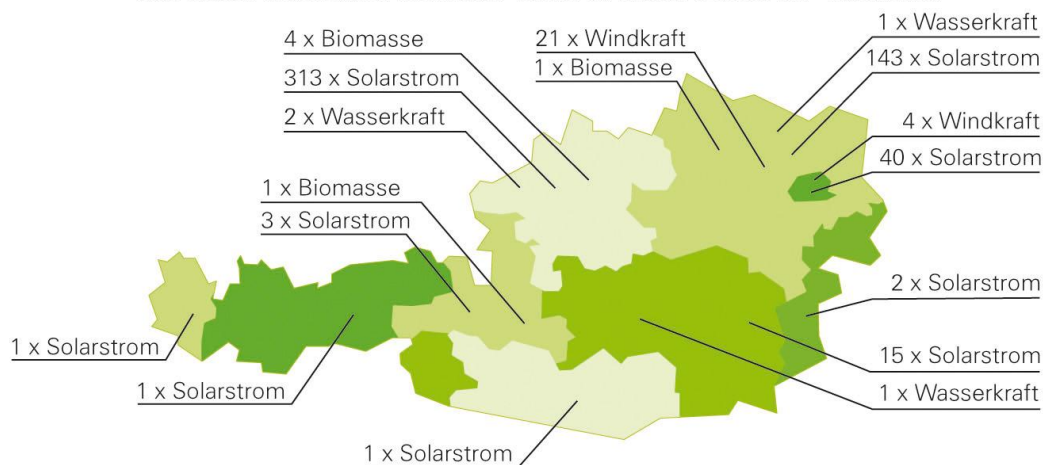 4 x Biomasse
313 x Solarstrom
2 x Wasserkraft
21 x Windkraft
1 x Biomasse
1 x Wasserkraft
143 x Solarstrom
4 x Windkraft
40 x Solarstrom
1 x Biomasse
3 x Solarstrom
2 x Solarstrom
1 x Solarstrom
15 x Solarstrom
1 x Solarstrom
1 x Wasserkraft
1 x Solarstrom